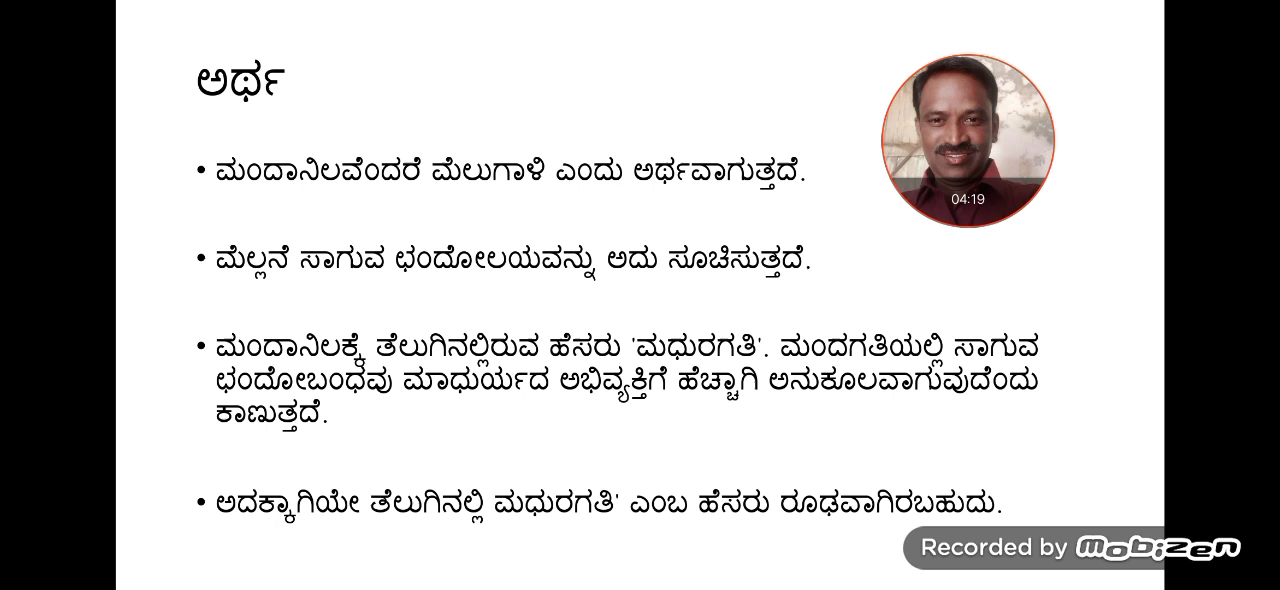 ಅರ್ಥ
04:19
• ಮಂದಾನಿಲವೆಂದರೆ ಮೆಲುಗಾಳಿ ಎಂದು ಅರ್ಥವಾಗುತ್ತದೆ.
• ಮೆಲ್ಲನೆ ಸಾಗುವ ಛಂದೋಲಯವನ್ನು ಅದು ಸೂಚಿಸುತ್ತದೆ.
• ಮಂದಾನಿಲಕ್ಕೆ ತೆಲುಗಿನಲ್ಲಿರುವ ಹೆಸರು 'ಮಧುರಗತಿ'. ಮಂದಗತಿಯಲ್ಲಿ ಸಾಗುವ
ಛಂದೋಬಂಧವು ಮಾಧುರ್ಯದ ಅಭಿವ್ಯಕ್ತಿಗೆ ಹೆಚ್ಚಾಗಿ ಅನುಕೂಲವಾಗುವುದೆಂದು
ಕಾಣುತ್ತದೆ.
• ಅದಕ್ಕಾಗಿಯೇ ತೆಲುಗಿನಲ್ಲಿ ಮಧುರಗತಿ' ಎಂಬ ಹೆಸರು ರೂಢವಾಗಿರಬಹುದು.
Recorded by Mobizen